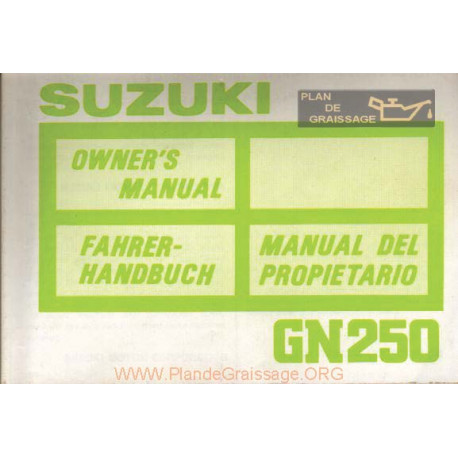 SUZUKI
PLAN
DE
GRAISSAGE
OWNER'S
MANUAL
FAHRER-
HANDBUCH
MANUAL DEL
PROPIETARIO
GN250
www.PlandeGraissage.ORG